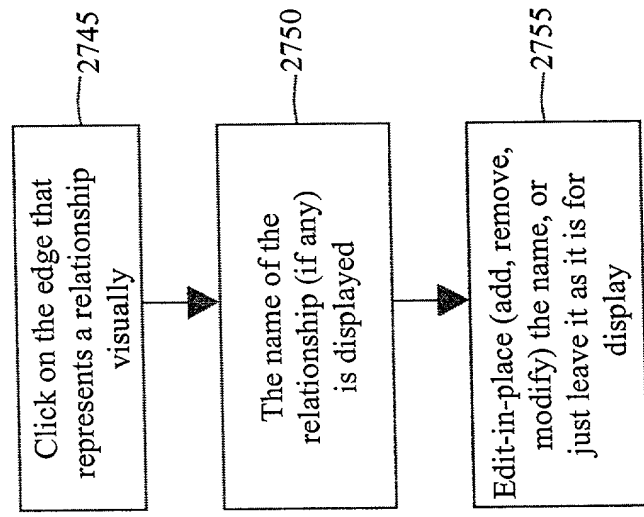 Click on the edge that
represents a relationship
visually
2745
The name of the
relationship (if any)
is displayed
2750
Edit-in-place (add, remove,
modify) the name, or
just leave it as it is for
display
2755